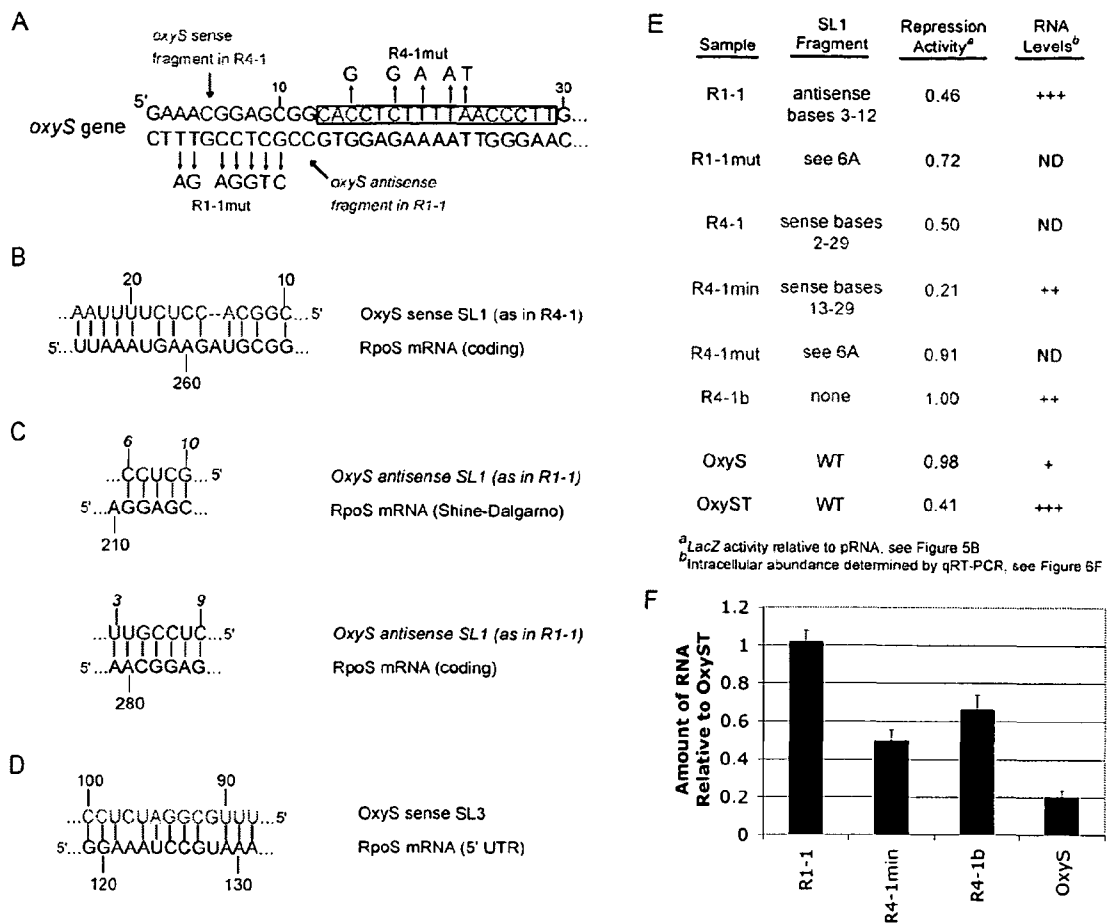 A
oxyS sense
fragment in R4-1
R4-1mut
G G A A T
10
30
5'
GAAACGGAGCGGCACCTCTTTTAACCCTTG...
oxyS gene
CTTTGCCTCGCCGTGGAGAAAATTGGGAAC...
AG AGGTC
R1-1mut
oxyS antisense
fragment in R1-1
B
20
10
...AAUUUUCUCC--ACGGC...5'
OxyS sense SL1 (as in R4-1)
5'...UUAAAUGAAGAUGCGG...
RpoS mRNA (coding)
260
C
6
10
...CCUCG...5'
OxyS antisense SL1 (as in R1-1)
5'...AGGAGC...
RpoS mRNA (Shine-Dalgarno)
210
3
9
...UUGCCUC...5'
OxyS antisense SL1 (as in R1-1)
5'...AACGGAG...
RpoS mRNA (coding)
280
D
100
90
...CCUCUAGGCGUUU...5'
OxyS sense SL3
5'...GGAAAUCCGUAAA...
RpoS mRNA (5' UTR)
120
130
E
Sample
SL1 Fragment
Repression Activitya
RNA Levelsb
R1-1
antisense bases 3-12
0.46
+++
R1-1mut
see 6A
0.72
ND
R4-1
sense bases 2-29
0.50
ND
R4-1min
sense bases 13-29
0.21
++
R4-1mut
see 6A
0.91
ND
R4-1b
none
1.00
++
OxyS
WT
0.98
+
OxyST
WT
0.41
+++
aLacZ activity relative to pRNA, see Figure 5B
bIntracellular abundance determined by qRT-PCR, see Figure 6F
F
Amount of RNA
Relative to OxyST
1.2
1
0.8
0.6
0.4
0.2
0
R1-1
R4-1min
R4-1b
OxyS